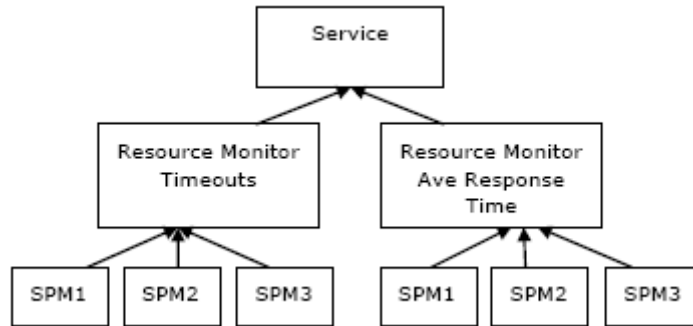 Service
Resource Monitor
Timeouts
Resource Monitor
Ave Response
Time
SPM1
SPM2
SPM3
SPM1
SPM2
SPM3